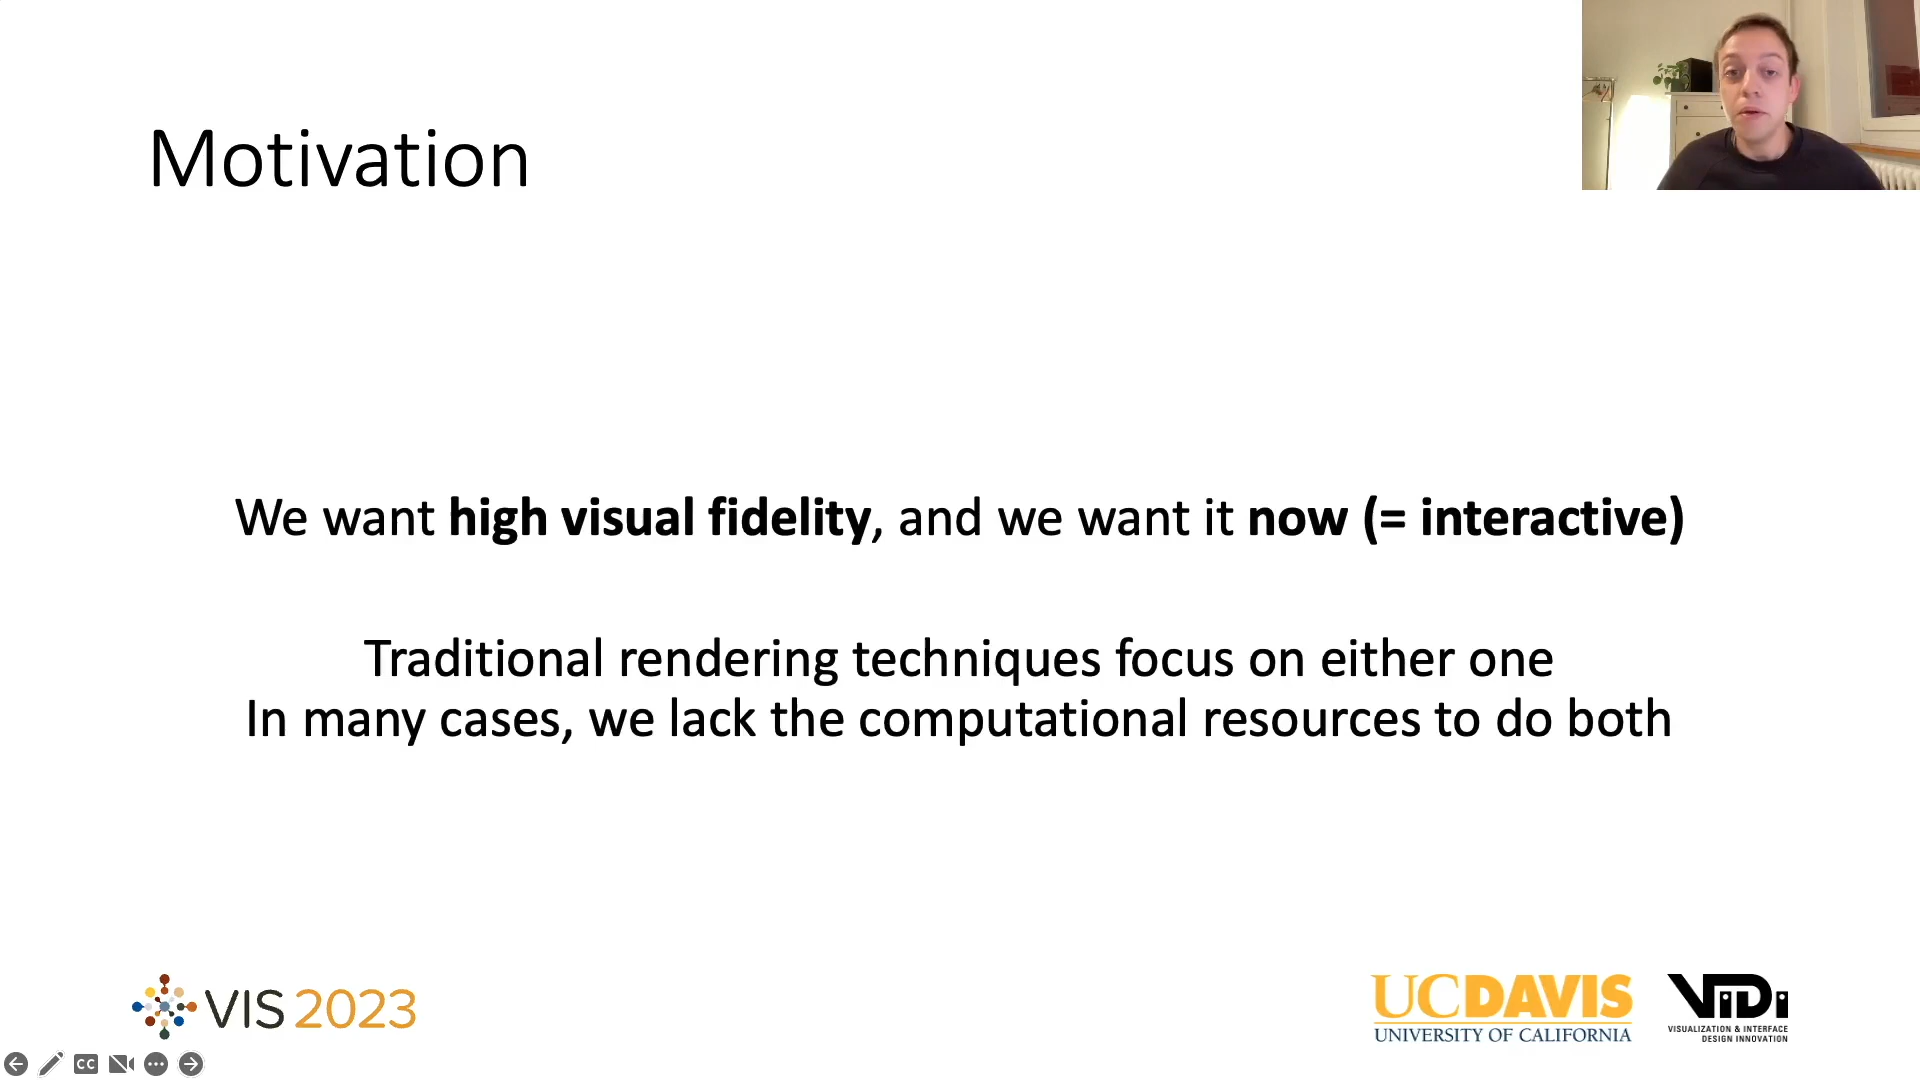 Motivation
We want high visual fidelity, and we want it now (= interactive)
Traditional rendering techniques focus on either one
In many cases, we lack the computational resources to do both
VIS 2023
UCDAVIS
UNIVERSITY OF CALIFORNIA
ViDi
VISUALIZATION & INTERFACE
DESIGN INNOVATION
CC